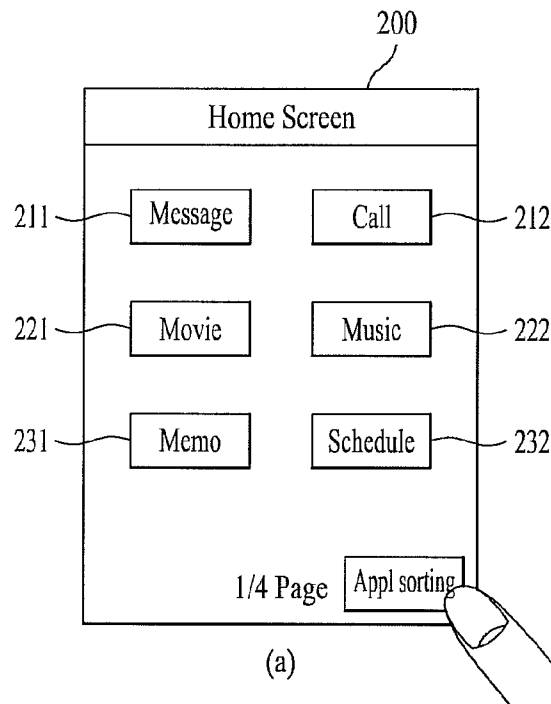 200
Home Screen
211 Message Call 212
221 Movie Music 222
231 Memo Schedule 232
1/4 Page Appl sorting
(a)